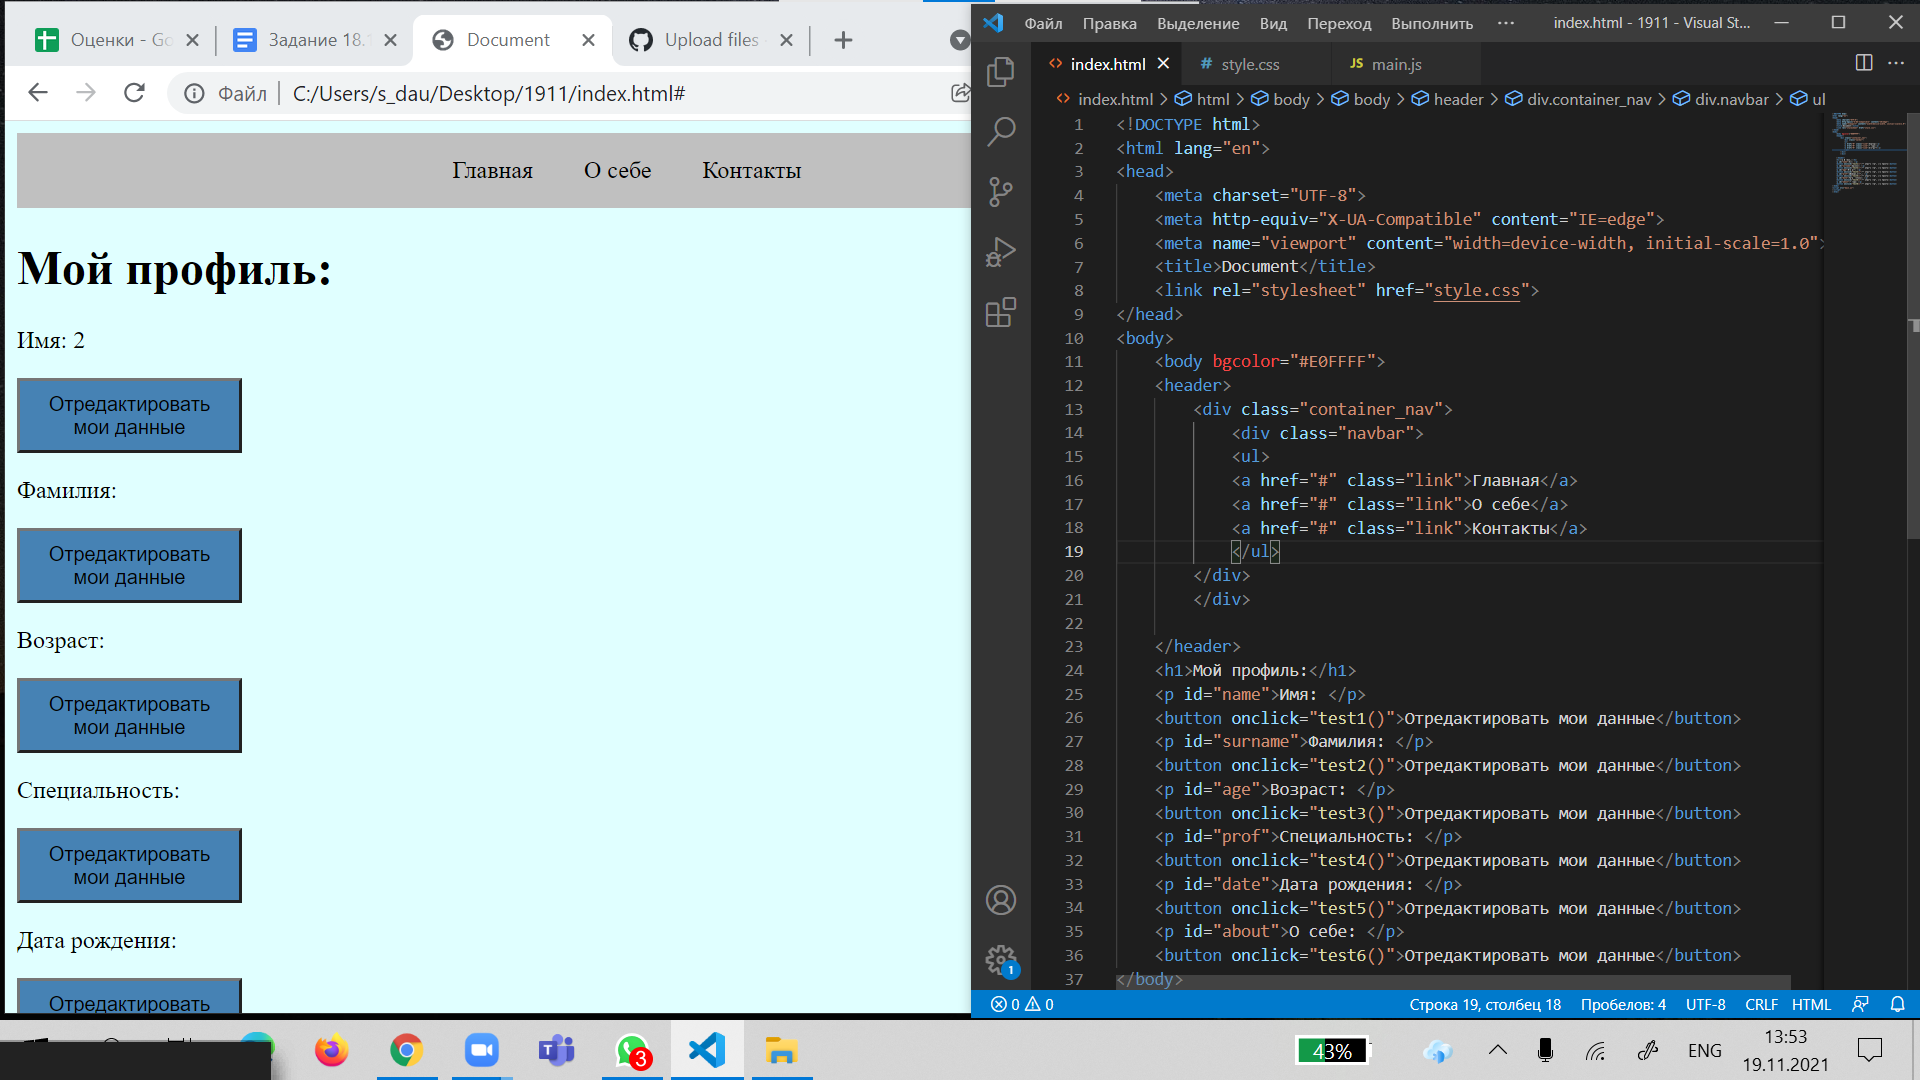 Оценки - Go
Задание 18.1
Document
Upload files
Файл
C:/Users/s_dau/Desktop/1911/index.html#
Главная
О себе
Контакты
Мой профиль:
Имя: 2
Отредактировать
мои данные
Фамилия:
Отредактировать
мои данные
Возраст:
Отредактировать
мои данные
Специальность:
Отредактировать
мои данные
Дата рождения:
Отредактировать
Файл Правка Выделение Вид Переход Выполнить ··· index.html - 1911 - Visual St...
index.html
# style.css
JS main.js
index.html > html > body > body > header > div.container_nav > div.navbar > ul
1 <!DOCTYPE html>
2 <html lang="en">
3 <head>
4 <meta charset="UTF-8">
5 <meta http-equiv="X-UA-Compatible" content="IE=edge">
6 <meta name="viewport" content="width=device-width, initial-scale=1.0">
7 <title>Document</title>
8 <link rel="stylesheet" href="style.css">
9 </head>
10 <body>
11 <body bgcolor="#E0FFFF">
12 <header>
13 <div class="container_nav">
14 <div class="navbar">
15 <ul>
16 <a href="#" class="link">Главная</a>
17 <a href="#" class="link">О себе</a>
18 <a href="#" class="link">Контакты</a>
19 </ul>
20 </div>
21 </div>
22
23 </header>
24 <h1>Мой профиль:</h1>
25 <p id="name">Имя: </p>
26 <button onclick="test1()">Отредактировать мои данные</button>
27 <p id="surname">Фамилия: </p>
28 <button onclick="test2()">Отредактировать мои данные</button>
29 <p id="age">Возраст: </p>
30 <button onclick="test3()">Отредактировать мои данные</button>
31 <p id="prof">Специальность: </p>
32 <button onclick="test4()">Отредактировать мои данные</button>
33 <p id="date">Дата рождения: </p>
34 <button onclick="test5()">Отредактировать мои данные</button>
35 <p id="about">О себе: </p>
36 <button onclick="test6()">Отредактировать мои данные</button>
37 </body>
1
0 0
Строка 19, столбец 18 Пробелов: 4 UTF-8 CRLF HTML
3
43%
ENG
13:53
19.11.2021